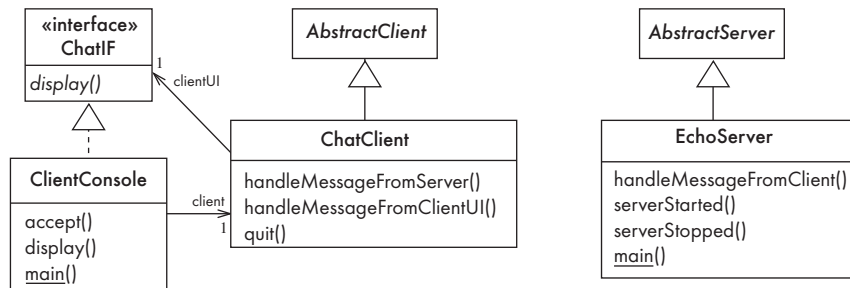 «interface»
ChatIF
display()
1
clientUI
ClientConsole
accept()
display()
main()
client
1
AbstractClient
ChatClient
handleMessageFromServer()
handleMessageFromClientUI()
quit()
AbstractServer
EchoServer
handleMessageFromClient()
serverStarted()
serverStopped()
main()